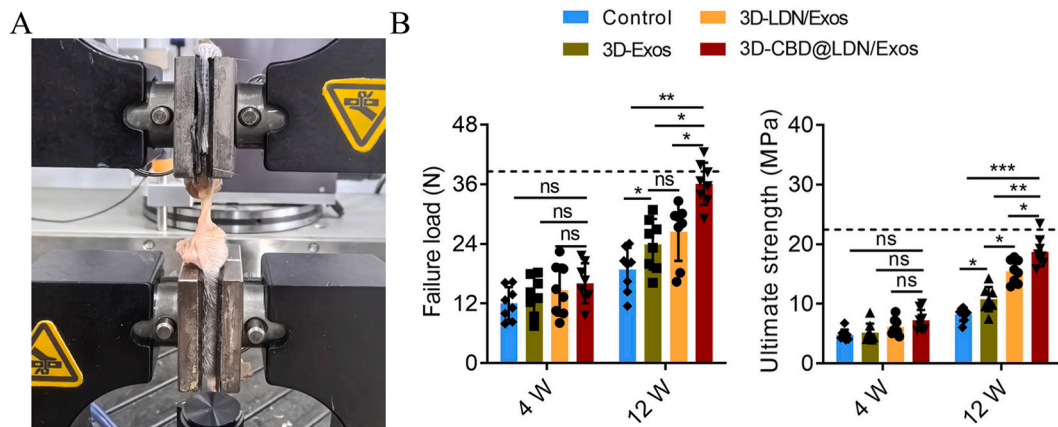 A
B
Control
3D-LDN/Exos
3D-Exos
3D-CBD@LDN/Exos
Failure load (N)
48
36
24
12
0
ns
ns
ns
**
*
*
*
ns
4 W
12 W
Ultimate strength (MPa)
40
30
20
10
0
ns
ns
ns
***
**
*
*
*
4 W
12 W